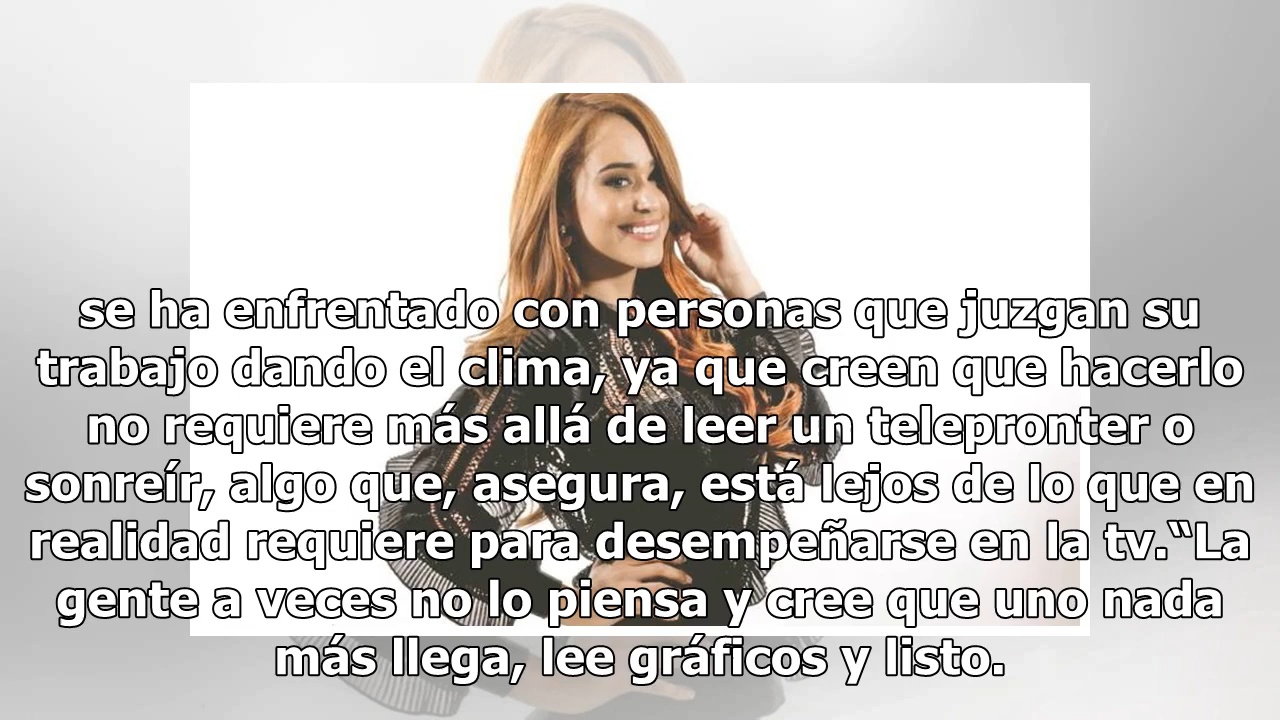 se ha enfrentado con personas que juzgan su
trabajo dando el clima, ya que creen que hacerlo
no requiere más allá de leer un telepronter o
sonreír, algo que, asegura, está lejos de lo que en
realidad requiere para desempeñarse en la tv.“La
gente a veces no lo piensa y cree que uno nada
más llega, lee gráficos y listo.